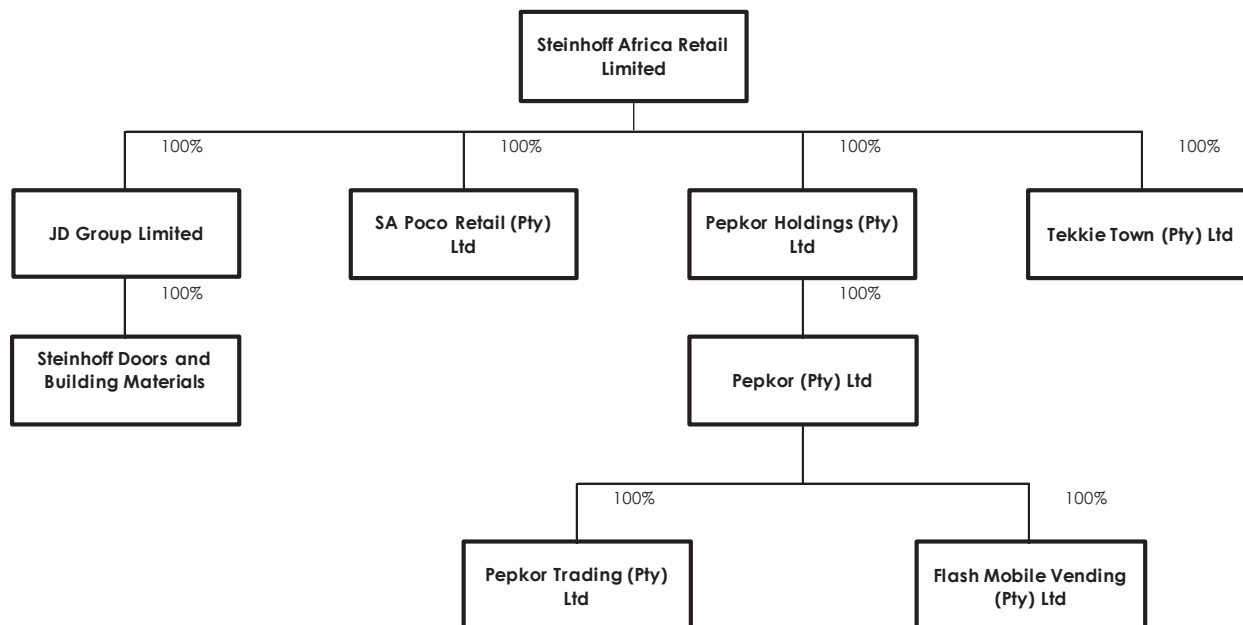 Steinhoff Africa Retail
Limited
100%
100%
100%
100%
JD Group Limited
SA Poco Retail (Pty)
Ltd
Pepkor Holdings (Pty)
Ltd
Tekkie Town (Pty) Ltd
100%
100%
Steinhoff Doors and
Building Materials
Pepkor (Pty) Ltd
100%
100%
Pepkor Trading (Pty)
Ltd
Flash Mobile Vending
(Pty) Ltd